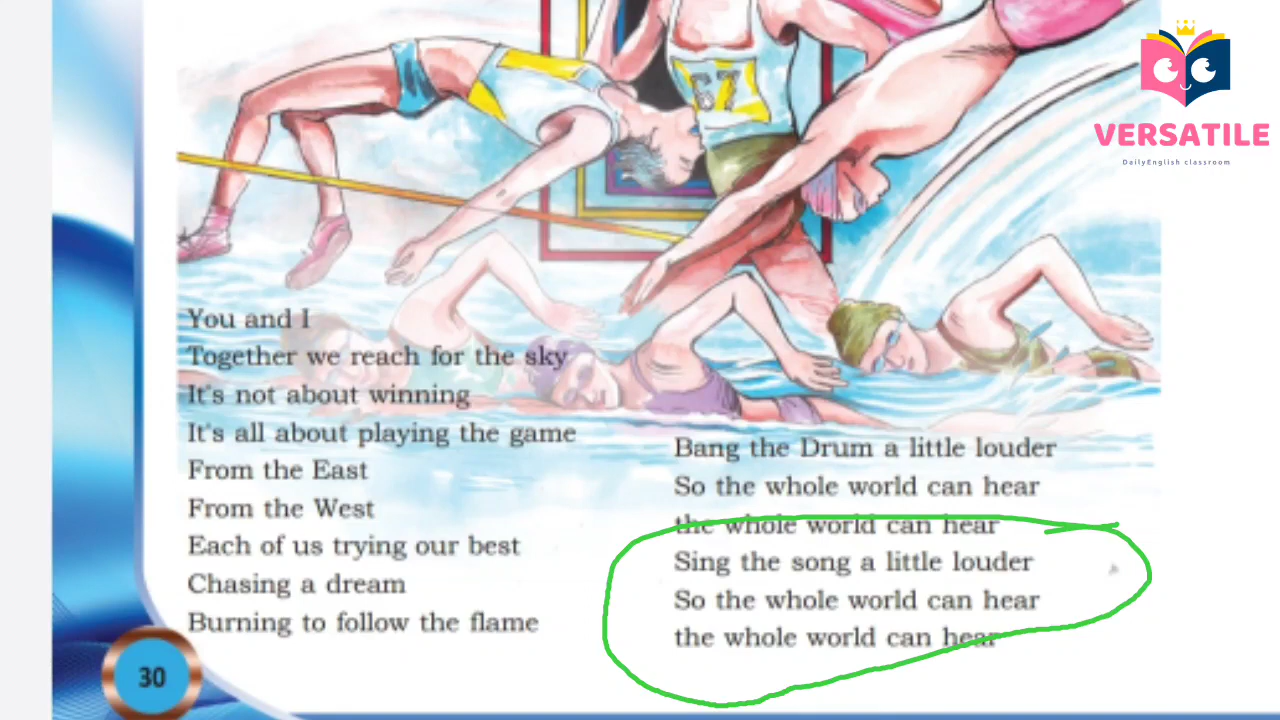 67
VERSATILE
DailyEnglish classroom
You and I
Together we reach for the sky
It's not about winning
It's all about playing the game
From the East
From the West
Each of us trying our best
Chasing a dream
Burning to follow the flame
Bang the Drum a little louder
So the whole world can hear
the whole world can hear
Sing the song a little louder
So the whole world can hear
the whole world can hear
30